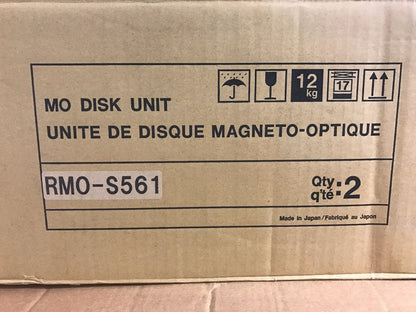 12
kg
17
MO DISK UNIT
UNITE DE DISQUE MAGNETO-OPTIQUE
RMO-S561
Qty
q'té:2
Made in Japan/Fabriqué au Japon